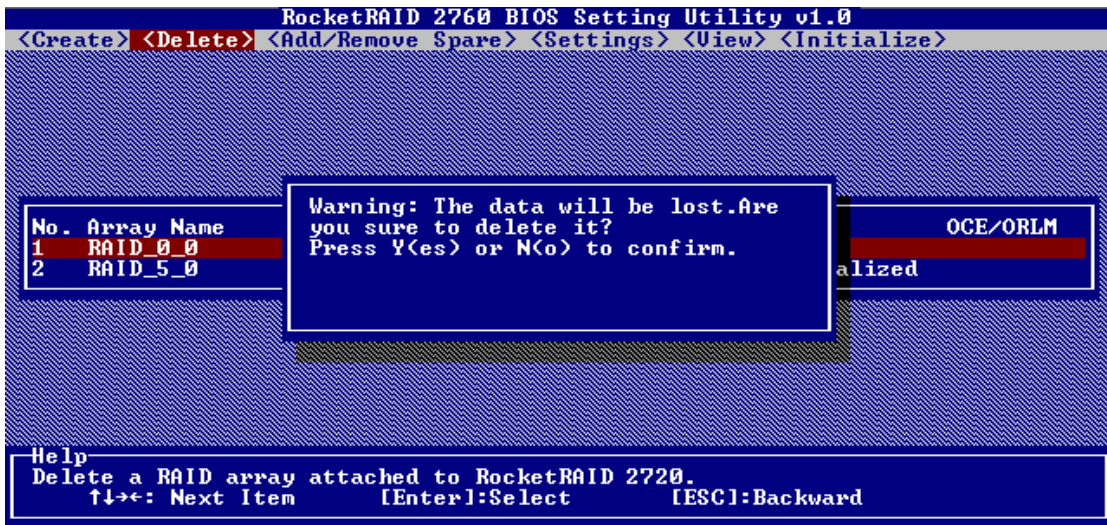 RocketRAID 2760 BIOS Setting Utility v1.0
<Create> <Delete> <Add/Remove Spare> <Settings> <View> <Initialize>
Warning: The data will be lost.Are
you sure to delete it?
Press Y(es) or N(o) to confirm.
No. Array Name OCE/ORLM
1 RAID_0_0
2 RAID_5_0 alized
Help
Delete a RAID array attached to RocketRAID 2720.
↑↓→←: Next Item [Enter]:Select [ESC]:Backward